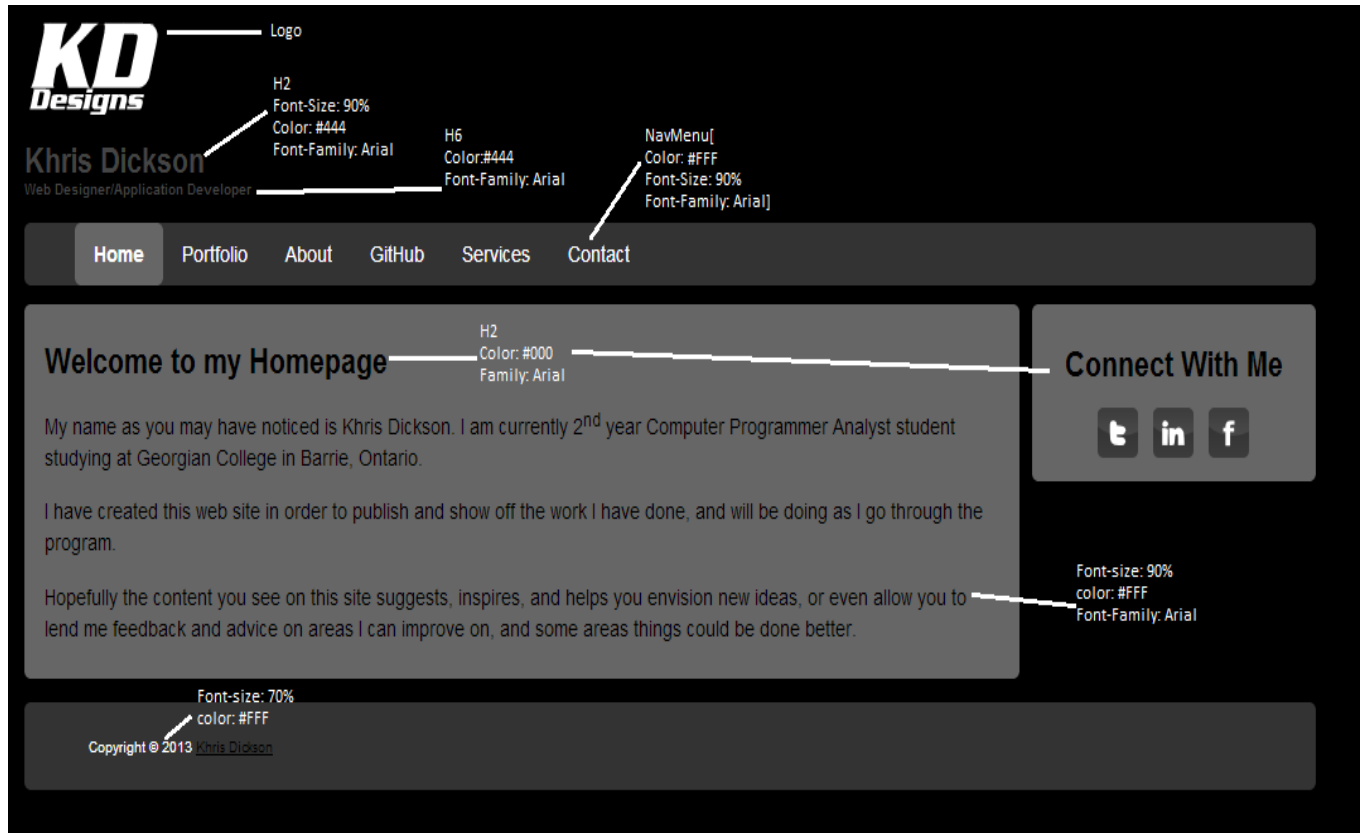 KD
Designs
Logo
H2
Font-Size: 90%
Color: #444
Font-Family: Arial
Khris Dickson
Web Designer/Application Developer
H6
Color:#444
Font-Family: Arial
NavMenu[
Color: #FFF
Font-Size: 90%
Font-Family: Arial]
Home Portfolio About GitHub Services Contact
Welcome to my Homepage
H2
Color: #000
Family: Arial
Connect With Me
t in f
My name as you may have noticed is Khris Dickson. I am currently 2nd year Computer Programmer Analyst student
studying at Georgian College in Barrie, Ontario.
I have created this web site in order to publish and show off the work I have done, and will be doing as I go through the
program.
Hopefully the content you see on this site suggests, inspires, and helps you envision new ideas, or even allow you to
lend me feedback and advice on areas I can improve on, and some areas things could be done better.
Font-size: 90%
color: #FFF
Font-Family: Arial
Font-size: 70%
color: #FFF
Copyright © 2013 Khris Dickson